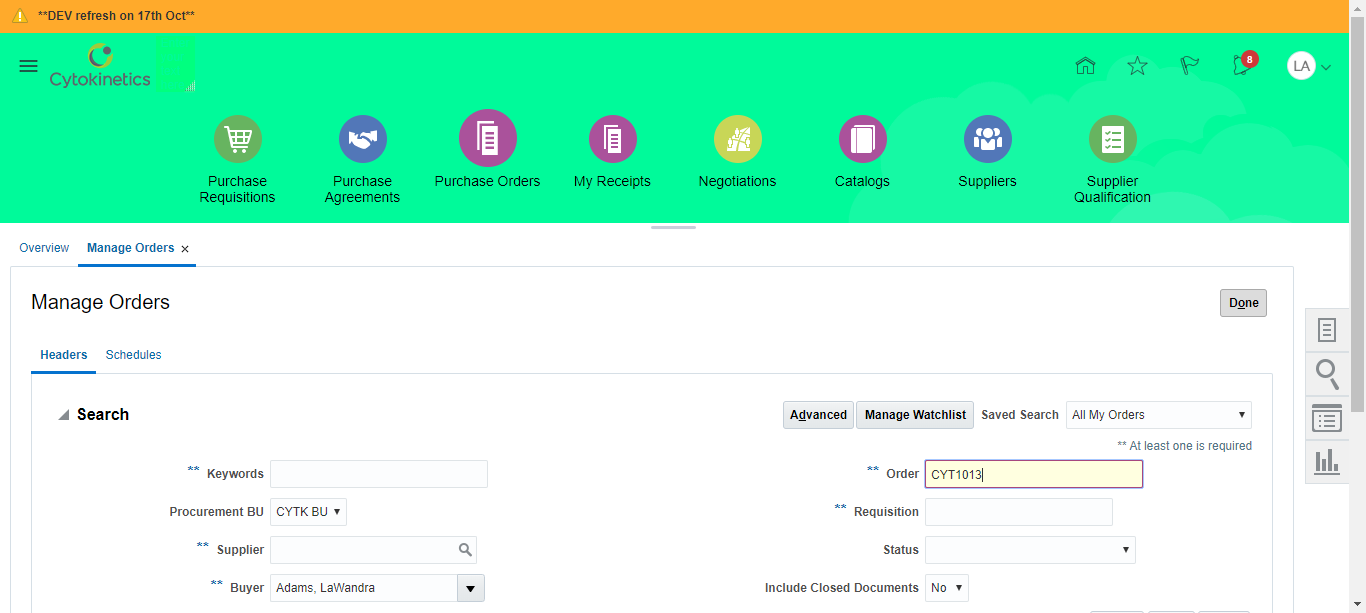 **DEV refresh on 17th Oct**
Cytokinetics
8
LA
Purchase Requisitions
Purchase Agreements
Purchase Orders
My Receipts
Negotiations
Catalogs
Suppliers
Supplier Qualification
Overview
Manage Orders ×
Manage Orders
Done
Headers
Schedules
Search
Advanced
Manage Watchlist
Saved Search
All My Orders
** At least one is required
** Keywords
** Order CYT1013
Procurement BU CYTK BU
** Requisition
** Supplier
Status
** Buyer Adams, LaWandra
Include Closed Documents No